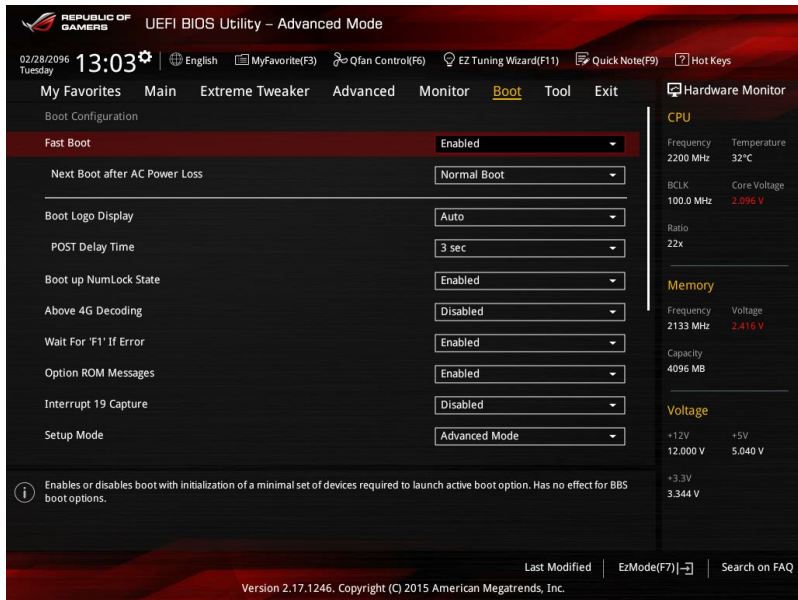 REPUBLIC OF
GAMERS
UEFI BIOS Utility – Advanced Mode
02/28/2096
Tuesday
13:03
English
MyFavorite(F3)
Qfan Control(F6)
EZ Tuning Wizard(F11)
Quick Note(F9)
? Hot Keys
My Favorites Main Extreme Tweaker Advanced Monitor Boot Tool Exit
Boot Configuration
Fast Boot Enabled
Next Boot after AC Power Loss Normal Boot
Boot Logo Display Auto
POST Delay Time 3 sec
Boot up NumLock State Enabled
Above 4G Decoding Disabled
Wait For 'F1' If Error Enabled
Option ROM Messages Enabled
Interrupt 19 Capture Disabled
Setup Mode Advanced Mode
Enables or disables boot with initialization of a minimal set of devices required to launch active boot option. Has no effect for BBS
boot options.
Hardware Monitor
CPU
Frequency Temperature
2200 MHz 32°C
BCLK Core Voltage
100.0 MHz 2.096 V
Ratio
22x
Memory
Frequency Voltage
2133 MHz 2.416 V
Capacity
4096 MB
Voltage
+12V +5V
12.000 V 5.040 V
+3.3V
3.344 V
Last Modified EzMode(F7) Search on FAQ
Version 2.17.1246. Copyright (C) 2015 American Megatrends, Inc.